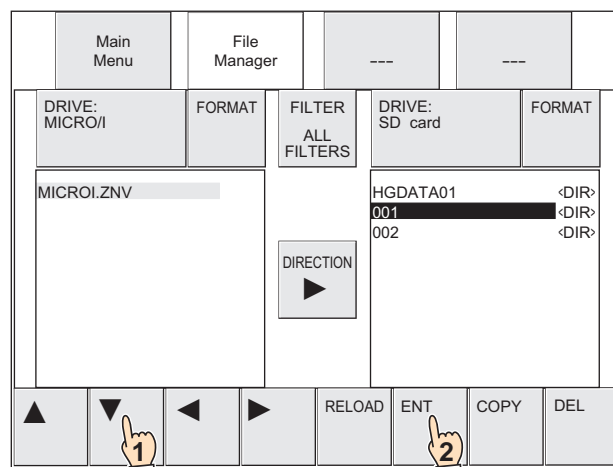 Main
Menu
File
Manager
---
---
DRIVE:
MICRO/I
FORMAT
FILTER
ALL
FILTERS
DRIVE:
SD card
FORMAT
MICROI.ZNV
HGDATA01 <DIR>
001 <DIR>
002 <DIR>
DIRECTION
▶
▲ ▼ ◀ ▶ RELOAD ENT COPY DEL
1 2